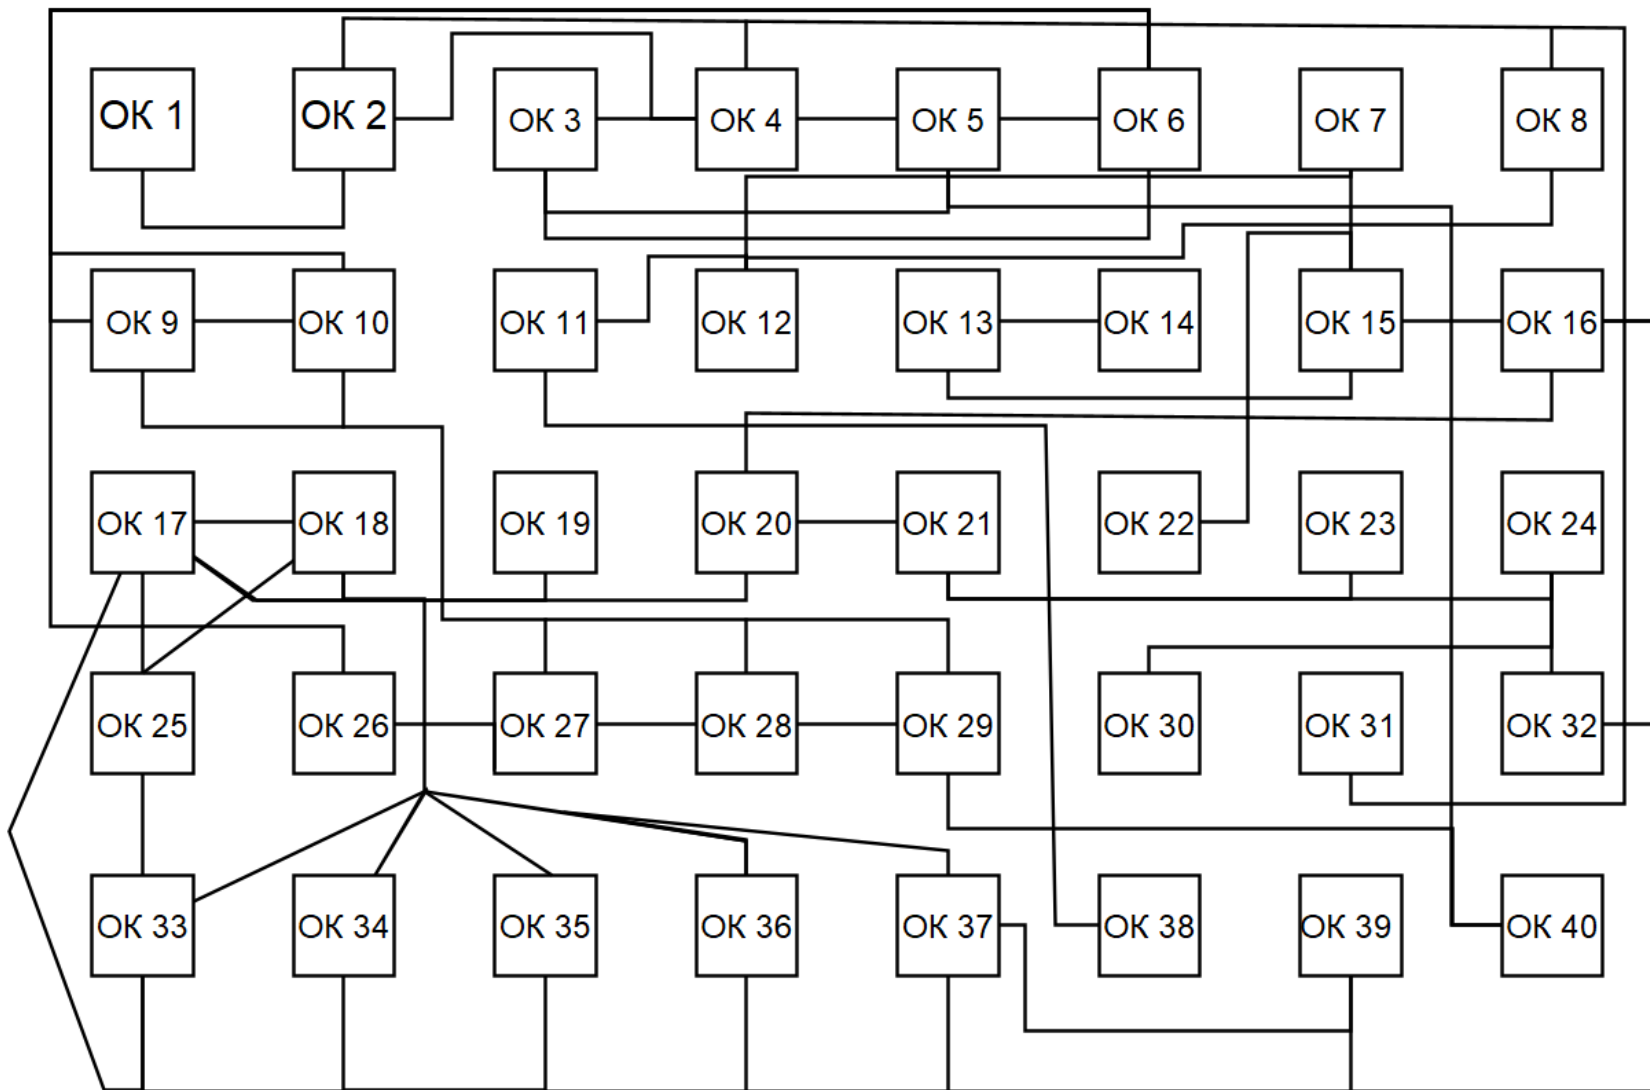 ОК 1
ОК 2
ОК 3
ОК 4
ОК 5
ОК 6
ОК 7
ОК 8
ОК 9
ОК 10
ОК 11
ОК 12
ОК 13
ОК 14
ОК 15
ОК 16
ОК 17
ОК 18
ОК 19
ОК 20
ОК 21
ОК 22
ОК 23
ОК 24
ОК 25
ОК 26
ОК 27
ОК 28
ОК 29
ОК 30
ОК 31
ОК 32
ОК 33
ОК 34
ОК 35
ОК 36
ОК 37
ОК 38
ОК 39
ОК 40